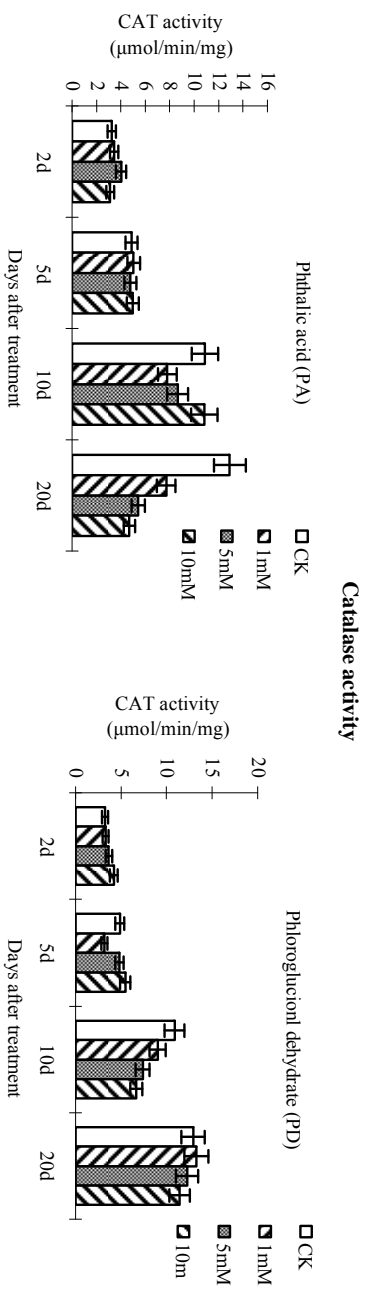 Catalase activity
Phthalic acid (PA)
CAT activity
(μmol/min/mg)
16
14
12
10
8
6
4
2
0
2d
5d
10d
20d
Days after treatment
CK
1mM
5mM
10mM
Phloroglucionl dehydrate (PD)
CAT activity
(μmol/min/mg)
20
15
10
5
0
2d
5d
10d
20d
Days after treatment
CK
1mM
5mM
10m